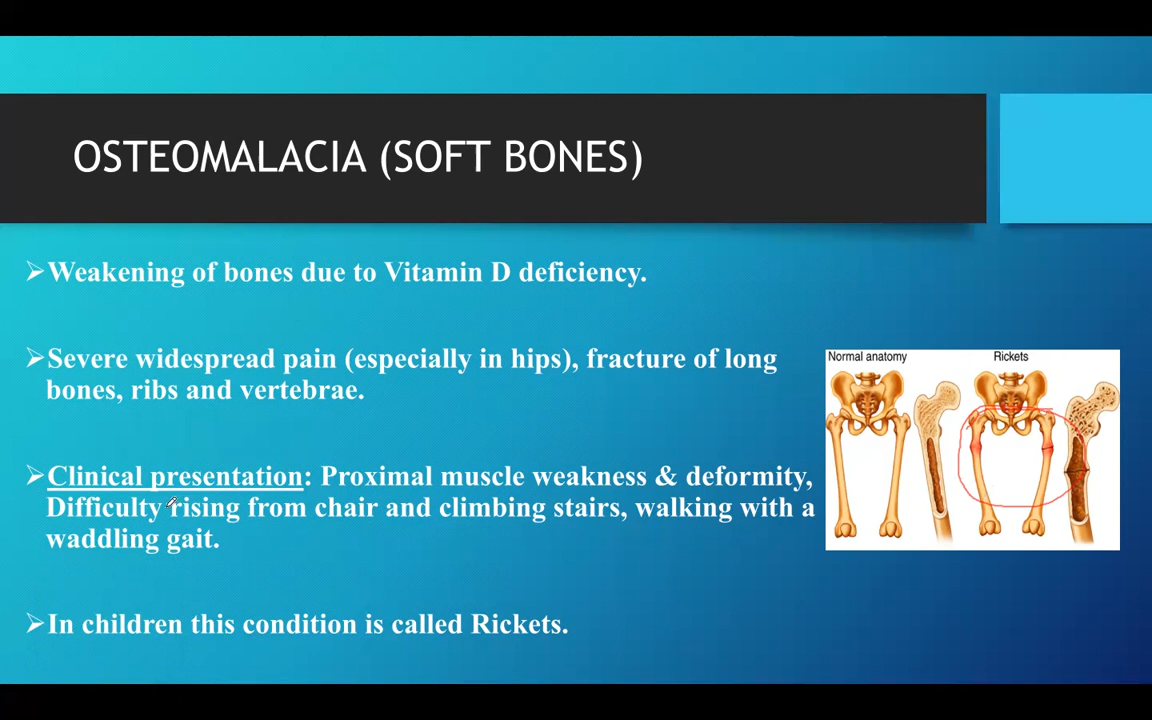 OSTEOMALACIA (SOFT BONES)
➢Weakening of bones due to Vitamin D deficiency.
➢Severe widespread pain (especially in hips), fracture of long
bones, ribs and vertebrae.
➢Clinical presentation: Proximal muscle weakness & deformity,
Difficulty rising from chair and climbing stairs, walking with a
waddling gait.
➢In children this condition is called Rickets.
Normal anatomy
Rickets